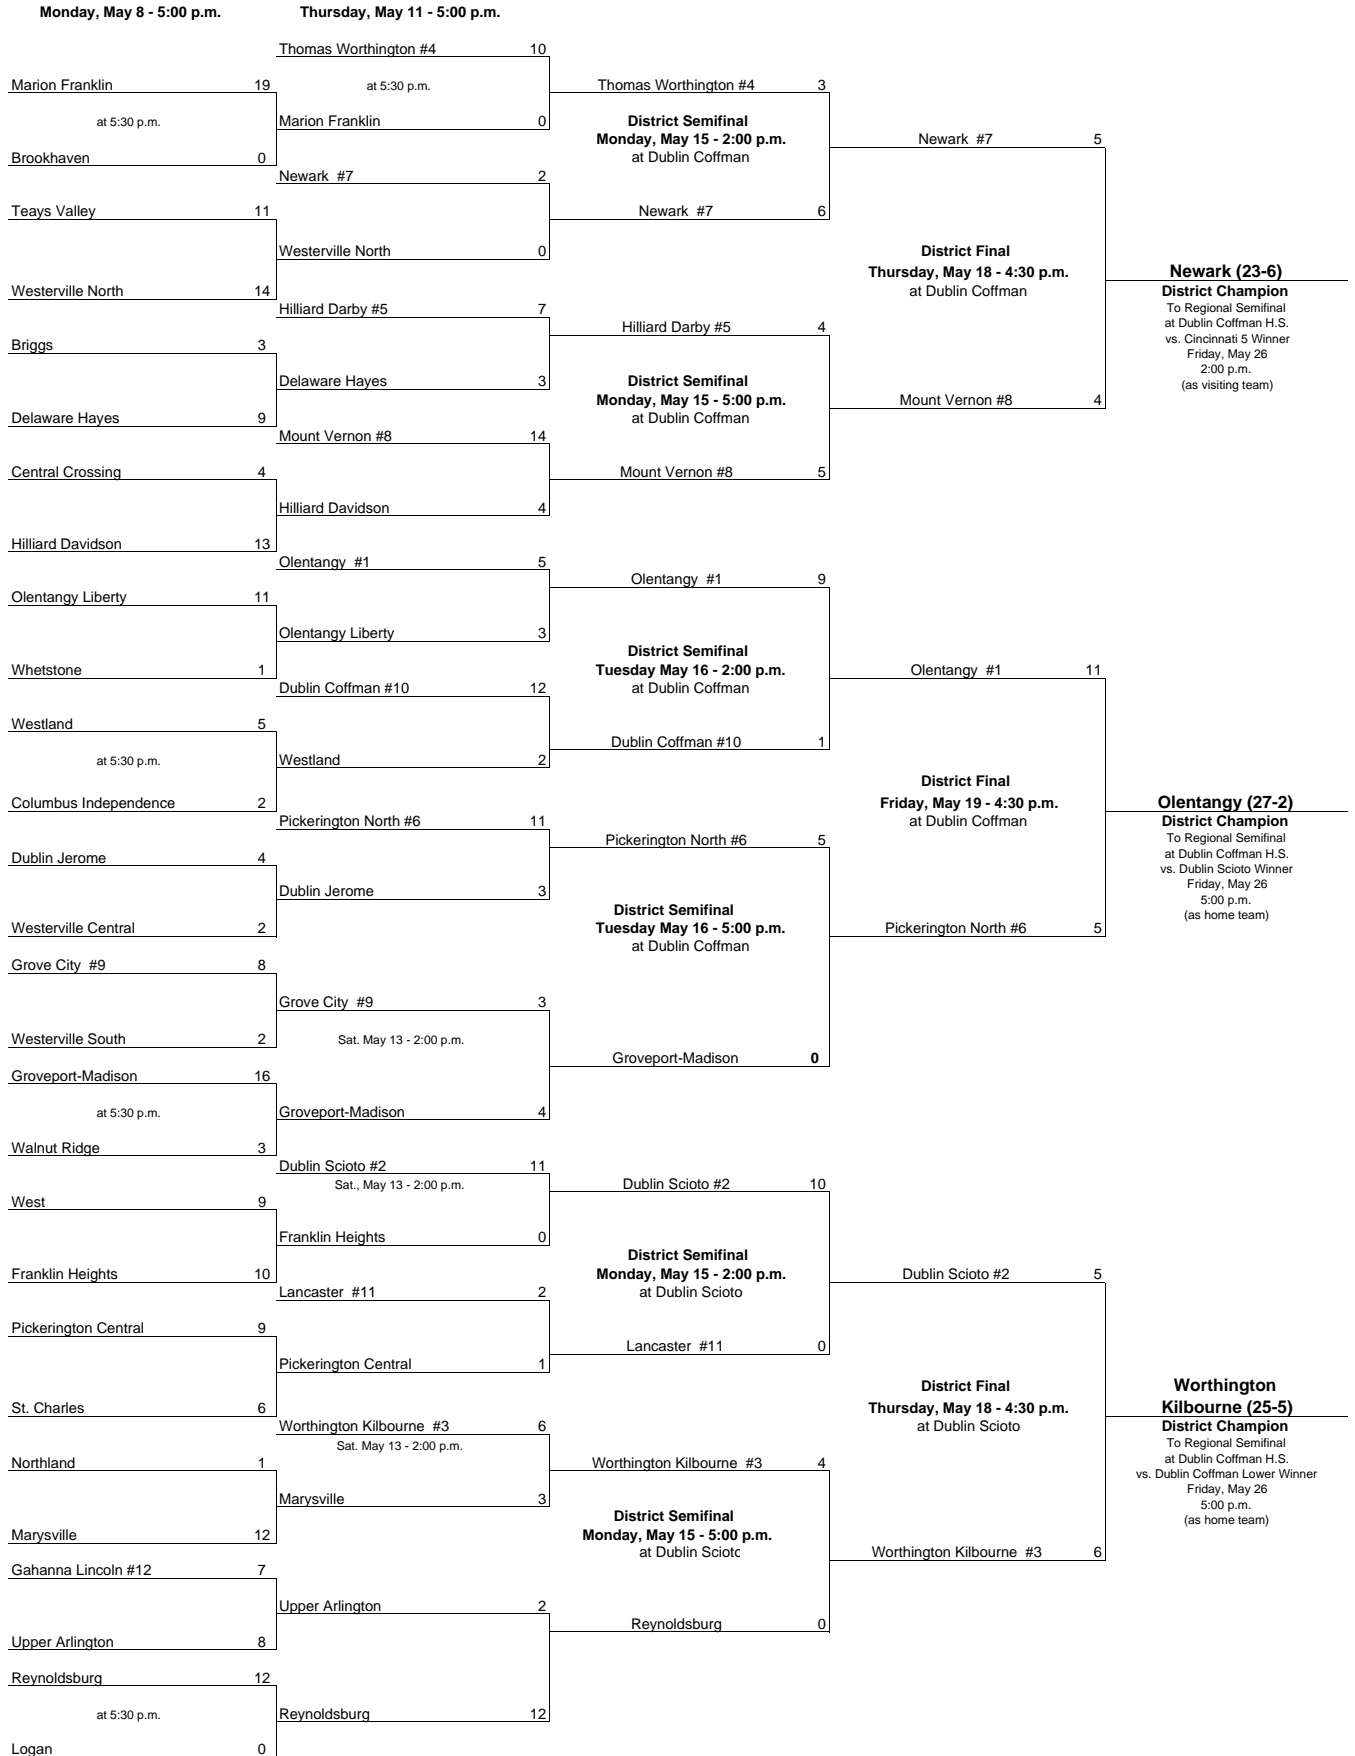 Monday, May 8 - 5:00 p.m.
Thursday, May 11 - 5:00 p.m.
Thomas Worthington #4 10
Marion Franklin 19
at 5:30 p.m.
Thomas Worthington #4 3
at 5:30 p.m.
Marion Franklin 0
District Semifinal
Monday, May 15 - 2:00 p.m.
at Dublin Coffman
Newark  #7 5
Brookhaven 0
Newark  #7 2
Teays Valley 11
Newark  #7 6
Westerville North 0
District Final
Thursday, May 18 - 4:30 p.m.
at Dublin Coffman
Newark (23-6)
District Champion
To Regional Semifinal
at Dublin Coffman H.S.
vs. Cincinnati 5 Winner
Friday, May 26
2:00 p.m.
(as visiting team)
Westerville North 14
Hilliard Darby #5 7
Hilliard Darby #5 4
Briggs 3
Delaware Hayes 3
District Semifinal
Monday, May 15 - 5:00 p.m.
at Dublin Coffman
Mount Vernon #8 4
Delaware Hayes 9
Mount Vernon #8 14
Central Crossing 4
Mount Vernon #8 5
Hilliard Davidson 4
Hilliard Davidson 13
Olentangy  #1 5
Olentangy  #1 9
Olentangy Liberty 11
Olentangy Liberty 3
District Semifinal
Tuesday May 16 - 2:00 p.m.
at Dublin Coffman
Whetstone 1
Olentangy  #1 11
Dublin Coffman #10 12
Westland 5
Dublin Coffman #10 1
at 5:30 p.m.
Westland 2
District Final
Friday, May 19 - 4:30 p.m.
at Dublin Coffman
Columbus Independence 2
Olentangy (27-2)
District Champion
To Regional Semifinal
at Dublin Coffman H.S.
vs. Dublin Scioto Winner
Friday, May 26
5:00 p.m.
(as home team)
Pickerington North #6 11
Pickerington North #6 5
Dublin Jerome 4
Dublin Jerome 3
District Semifinal
Tuesday May 16 - 5:00 p.m.
at Dublin Coffman
Westerville Central 2
Pickerington North #6 5
Grove City  #9 8
Grove City  #9 3
Westerville South 2
Sat. May 13 - 2:00 p.m.
Groveport-Madison 0
Groveport-Madison 16
at 5:30 p.m.
Groveport-Madison 4
Walnut Ridge 3
Dublin Scioto #2 11
Sat., May 13 - 2:00 p.m.
Dublin Scioto #2 10
West 9
Franklin Heights 0
District Semifinal
Monday, May 15 - 2:00 p.m.
at Dublin Scioto
Franklin Heights 10
Dublin Scioto #2 5
Lancaster  #11 2
Pickerington Central 9
Lancaster  #11 0
Pickerington Central 1
District Final
Thursday, May 18 - 4:30 p.m.
at Dublin Scioto
Worthington
Kilbourne (25-5)
District Champion
To Regional Semifinal
at Dublin Coffman H.S.
vs. Dublin Coffman Lower Winner
Friday, May 26
5:00 p.m.
(as home team)
St. Charles 6
Worthington Kilbourne  #3 6
Sat. May 13 - 2:00 p.m.
Northland 1
Worthington Kilbourne  #3 4
Marysville 3
District Semifinal
Monday, May 15 - 5:00 p.m.
at Dublin Scioto
Marysville 12
Worthington Kilbourne  #3 6
Gahanna Lincoln #12 7
Upper Arlington 2
Reynoldsburg 0
Upper Arlington 8
Reynoldsburg 12
at 5:30 p.m.
Reynoldsburg 12
Logan 0